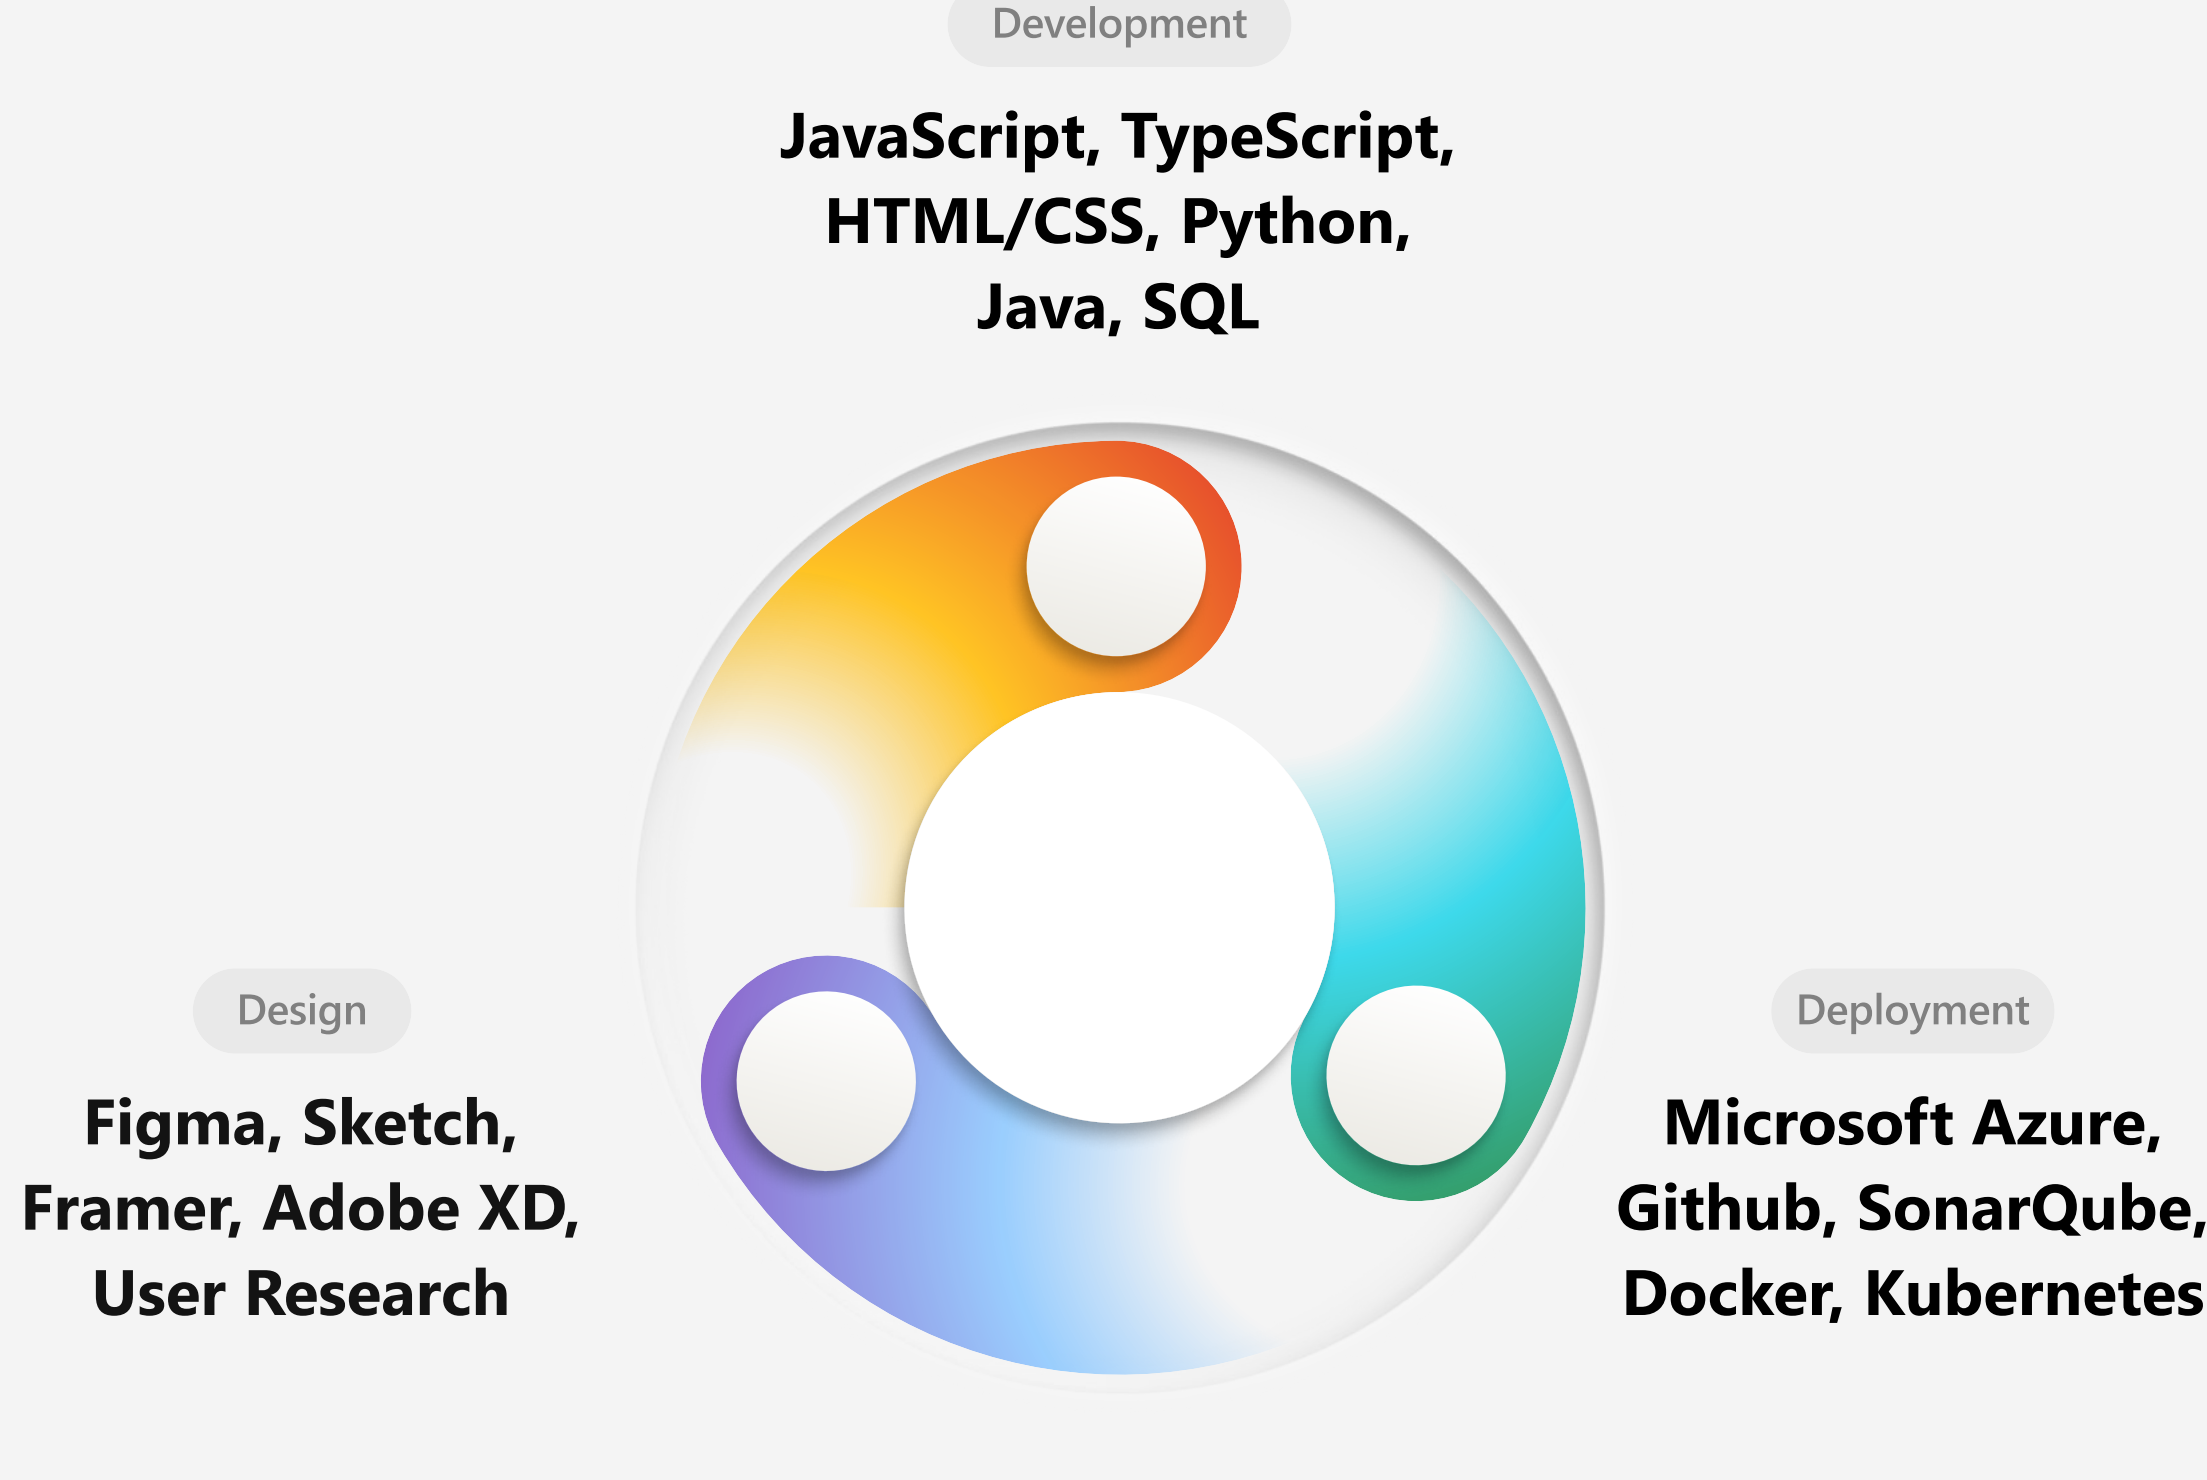 Development
JavaScript, TypeScript,
HTML/CSS, Python,
Java, SQL
Design
Figma, Sketch,
Framer, Adobe XD,
User Research
Deployment
Microsoft Azure,
Github, SonarQube,
Docker, Kubernetes